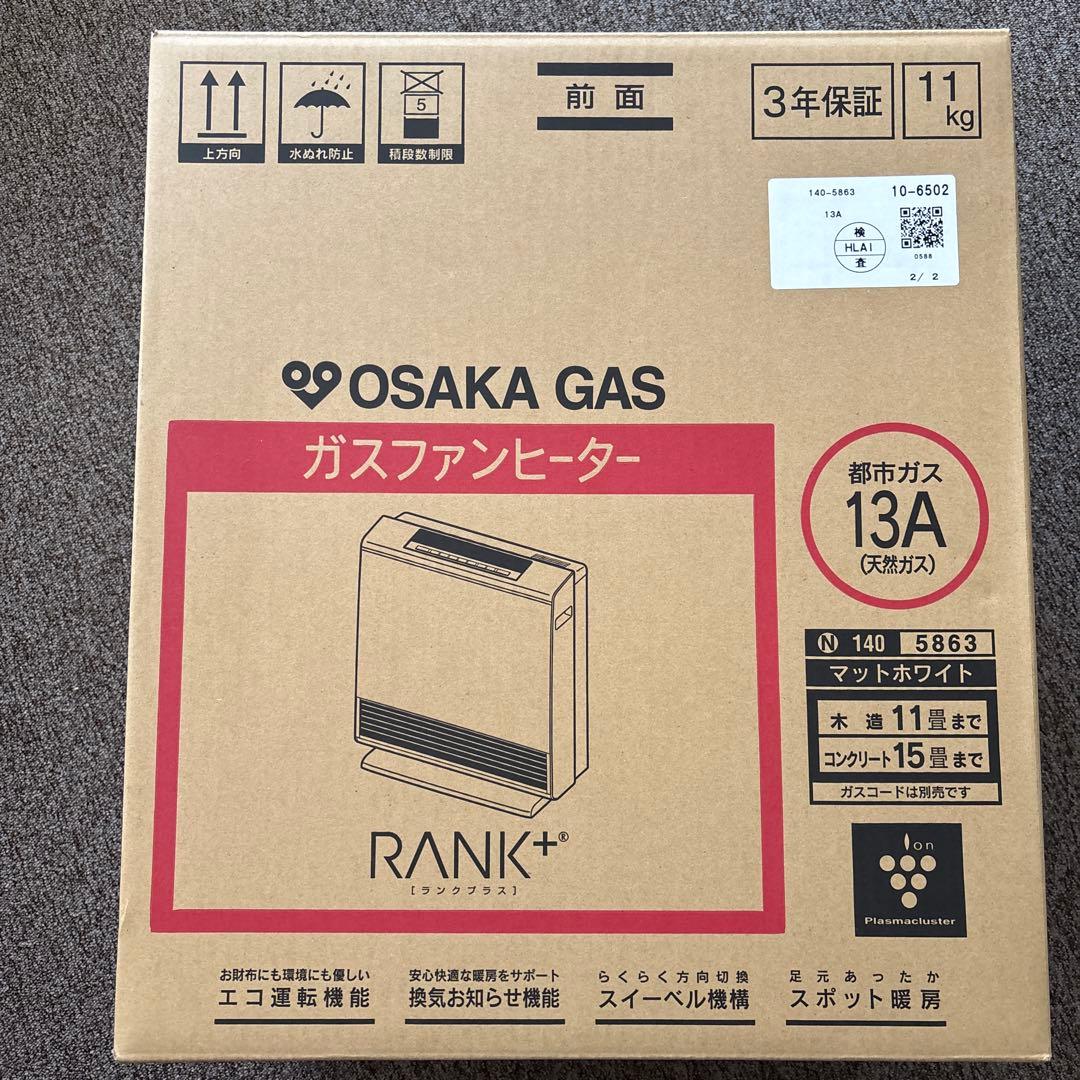 上方向
水ぬれ防止
5
積段数制限
前面
3年保証
11
kg
140-5863
10-6502
13A
検
HLAI
査
0588
2/ 2
OSAKA GAS
ガスファンヒーター
都市ガス
13A
(天然ガス)
N 140 5863
マットホワイト
木造11畳まで
コンクリート15畳まで
ガスコードは別売です
RANK+®
[ランクプラス]
Ion
Plasmacluster
お財布にも環境にも優しい
エコ運転機能
安心快適な暖房をサポート
換気お知らせ機能
らくらく方向切換
スイーベル機構
足元あったか
スポット暖房